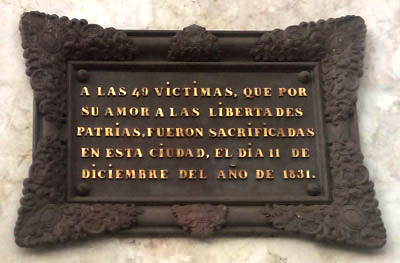 A LAS 49 VICTIMAS, QUE POR
SU AMOR A LAS LIBERTADES
PATRIAS, FUERON SACRIFICADAS
EN ESTA CIUDAD, EL DIA 11 DE
DICIEMBRE DEL AÑO DE 1831.